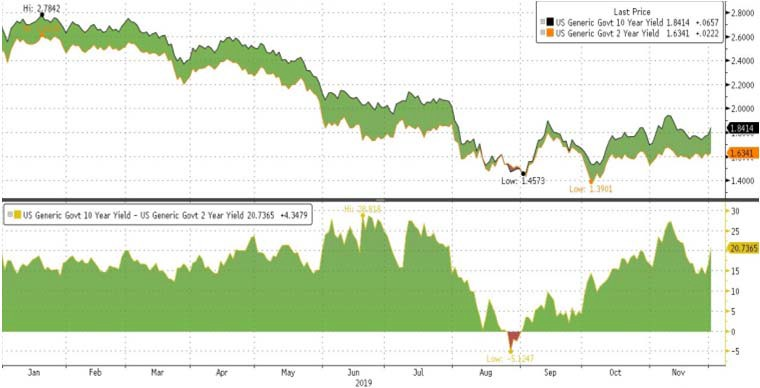 Hi: 2.7842
Last Price
US Generic Govt 10 Year Yield 1.8414 +.0657
US Generic Govt 2 Year Yield 1.6341 +.0222
2.8000
2.6000
2.4000
2.2000
2.0000
1.8414
1.6341
1.4000
Low: 1.4573
Low: 1.3901
US Generic Govt 10 Year Yield - US Generic Govt 2 Year Yield 20.7365 +4.3479
30
25
20.7365
15
10
5
0
-5
Jan Feb Mar Apr May Jun Jul Aug Sep Oct Nov
2019